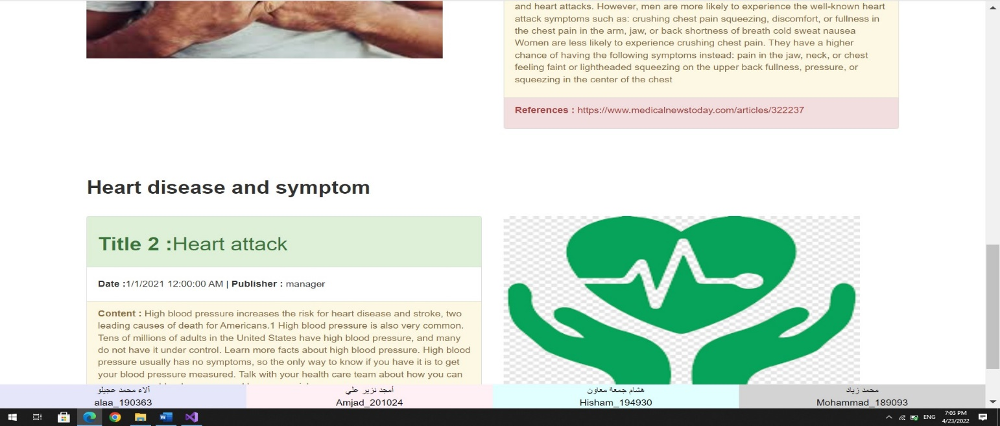 and heart attacks. However, men are more likely to experience the well-known heart
attack symptoms such as: crushing chest pain squeezing, discomfort, or fullness in
the chest pain in the arm, jaw, or back shortness of breath cold sweat nausea
Women are less likely to experience crushing chest pain. They have a higher
chance of having the following symptoms instead: pain in the jaw, neck, or chest
feeling faint or lightheaded squeezing on the upper back fullness, pressure, or
squeezing in the center of the chest
References : https://www.medicalnewstoday.com/articles/322237
Heart disease and symptom
Title 2 :Heart attack
Date :1/1/2021 12:00:00 AM | Publisher : manager
Content : High blood pressure increases the risk for heart disease and stroke, two
leading causes of death for Americans.1 High blood pressure is also very common.
Tens of millions of adults in the United States have high blood pressure, and many
do not have it under control. Learn more facts about high blood pressure. High blood
pressure usually has no symptoms, so the only way to know if you have it is to get
your blood pressure measured. Talk with your health care team about how you can
آلاء محمد عجيلو
alaa_190363
أمجد نزير علي
Amjad_201024
هشام جمعة معاون
Hisham_194930
محمد زياد
Mohammad_189093
ENG
7:03 PM
4/23/2022